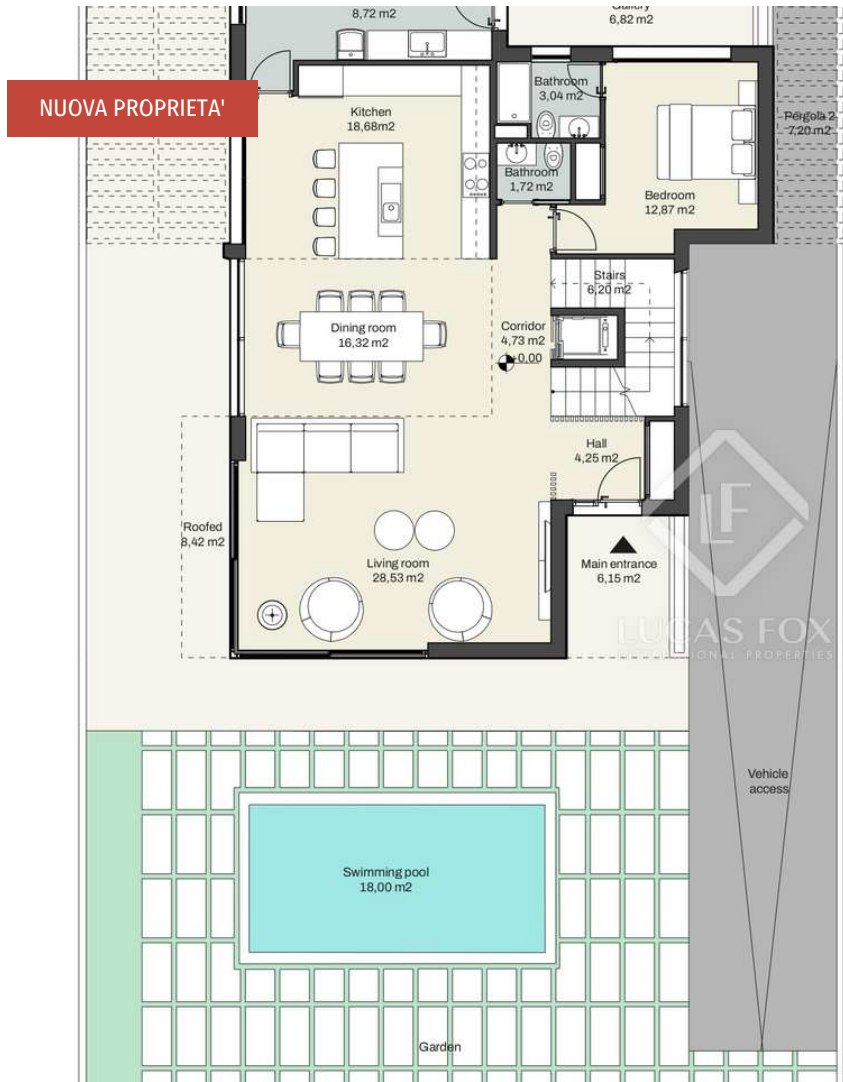 8,72 m2
6,82 m2
NUOVA PROPRIETA'
Kitchen
18,68m2
Bathroom
3,04 m2
Pergola 2
7,20 m2
Bathroom
1,72 m2
Bedroom
12,87 m2
Stairs
6,20 m2
Dining room
16,32 m2
Corridor
4,73 m2
+0,00
Hall
4,25 m2
Roofed
8,42 m2
Living room
28,53 m2
Main entrance
6,15 m2
LF
LUCAS FOX
INTERNATIONAL PROPERTIES
Vehicle
access
Swimming pool
18,00 m2
Garden